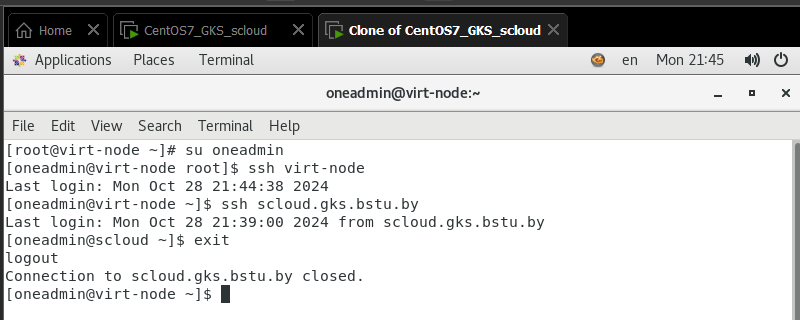 Home CentOS7_GKS_scloud Clone of CentOS7_GKS_scloud
Applications Places Terminal en Mon 21:45
oneadmin@virt-node:~
File Edit View Search Terminal Help
[root@virt-node ~]# su oneadmin
[oneadmin@virt-node root]$ ssh virt-node
Last login: Mon Oct 28 21:44:38 2024
[oneadmin@virt-node ~]$ ssh scloud.gks.bstu.by
Last login: Mon Oct 28 21:39:00 2024 from scloud.gks.bstu.by
[oneadmin@scloud ~]$ exit
logout
Connection to scloud.gks.bstu.by closed.
[oneadmin@virt-node ~]$